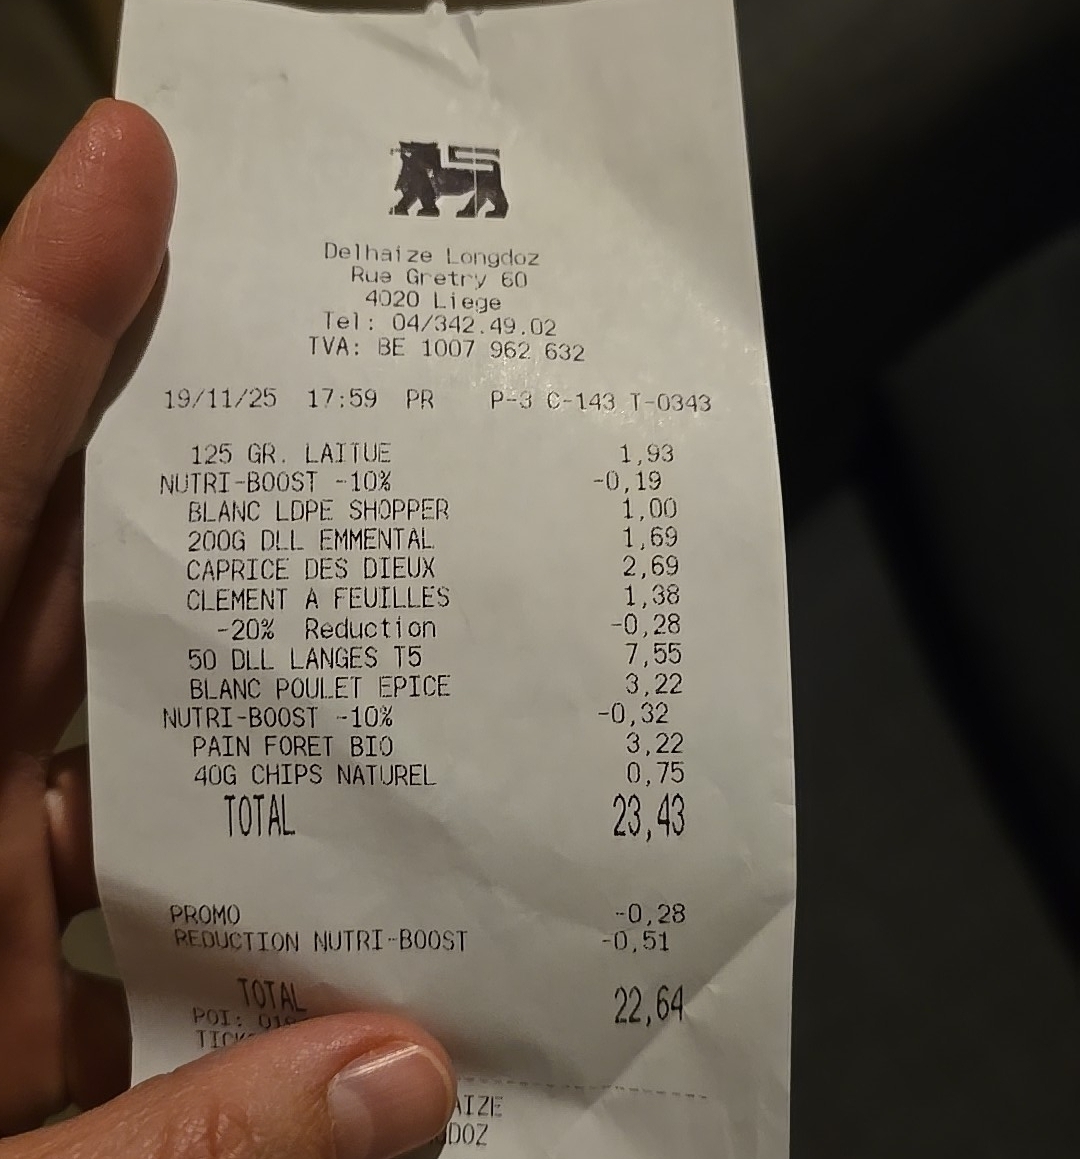 Delhaize Longdoz
Rue Gretry 60
4020 Liege
Tel: 04/342.49.02
TVA: BE 1007 962 632
19/11/25 17:59 PR P-3 C-143 T-0343
125 GR. LAITUE 1,93
NUTRI-BOOST -10% -0,19
BLANC LDPE SHOPPER 1,00
200G DLL EMMENTAL 1,69
CAPRICE DES DIEUX 2,69
CLEMENT A FEUILLES 1,38
-20% Reduction -0,28
50 DLL LANGES T5 7,55
BLANC POULET EPICE 3,22
NUTRI-BOOST -10% -0,32
PAIN FORET BIO 3,22
40G CHIPS NATUREL 0,75
TOTAL 23,43
PROMO -0,28
REDUCTION NUTRI-BOOST -0,51
TOTAL 22,64
POI: